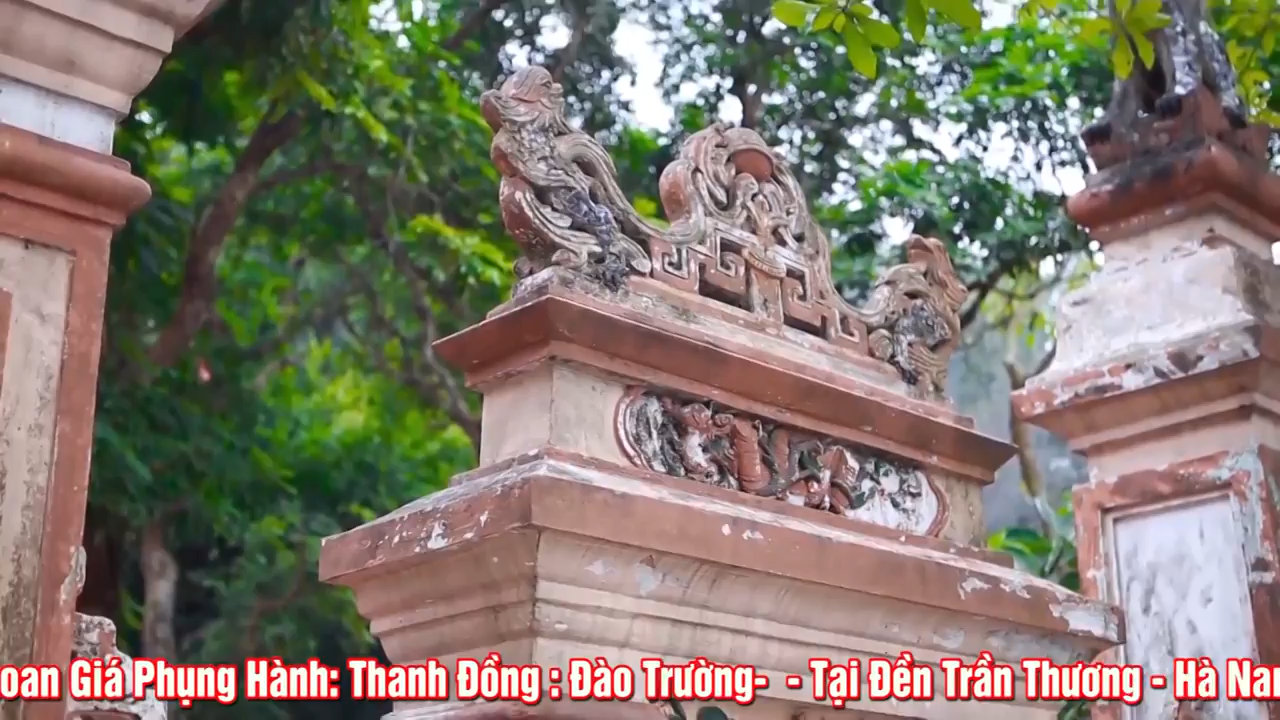 oan Giá Phụng Hành: Thanh Đồng : Đào Trường-  - Tại Đền Trần Thương - Hà Nam